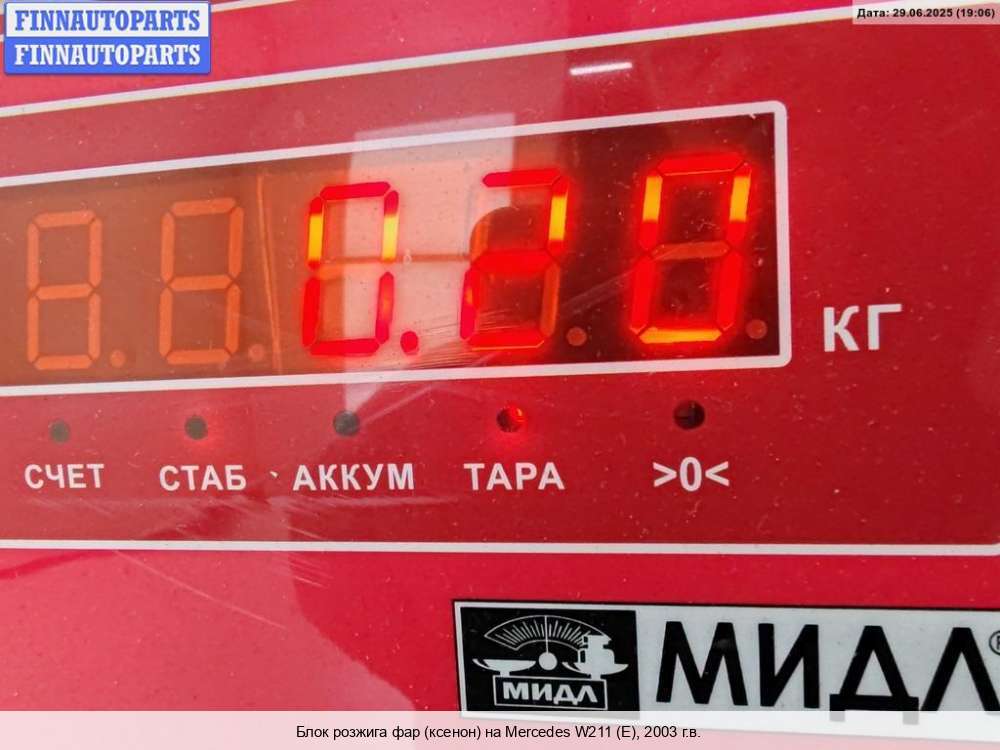 Дата: 29.06.2025 (19:06)
FINNAUTOPARTS
FINNAUTOPARTS
0.20
КГ
СЧЕТ СТАБ АККУМ ТАРА >0<
МИДЛ
МИДЛ
Блок розжига фар (ксенон) на Mercedes W211 (E), 2003 г.в.